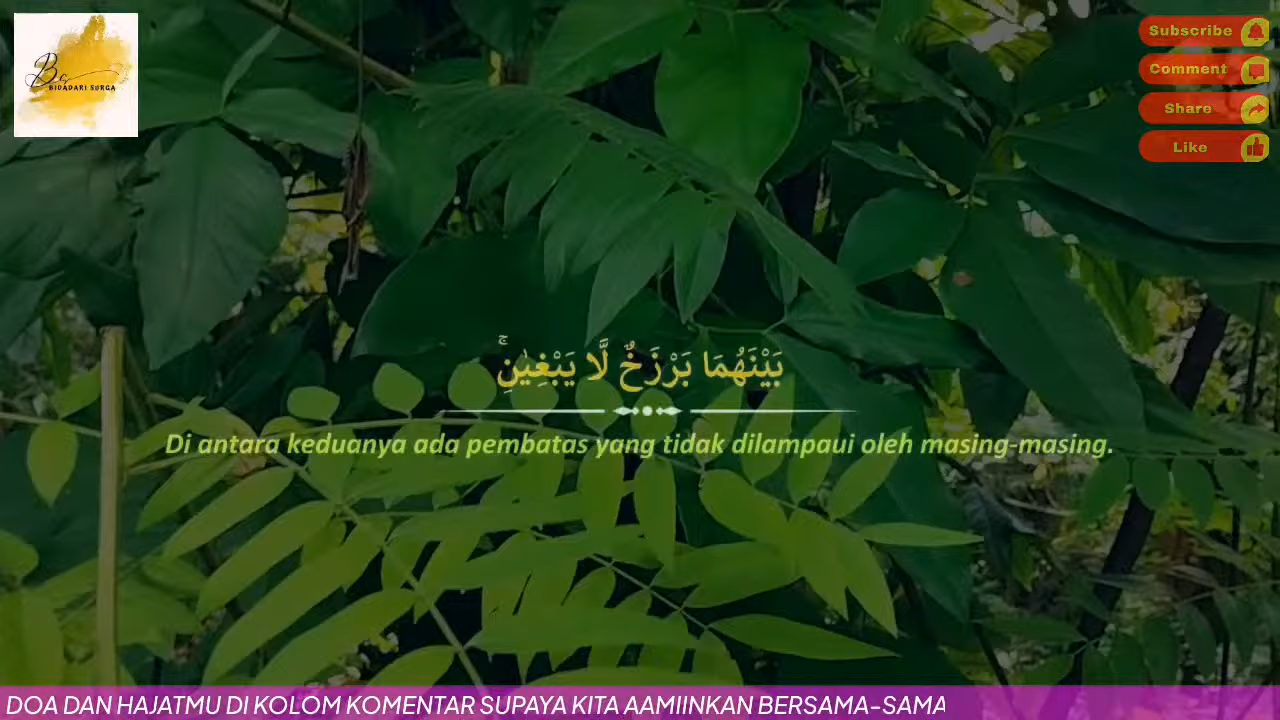 BIDADARI SURGA
Subscribe
Comment
Share
Like
بَيْنَهُمَا بَرْزَخٌ لَّا يَبْغِيٰنِۚ
Di antara keduanya ada pembatas yang tidak dilampaui oleh masing-masing.
DOA DAN HAJATMU DI KOLOM KOMENTAR SUPAYA KITA AAMIINKAN BERSAMA-SAMA